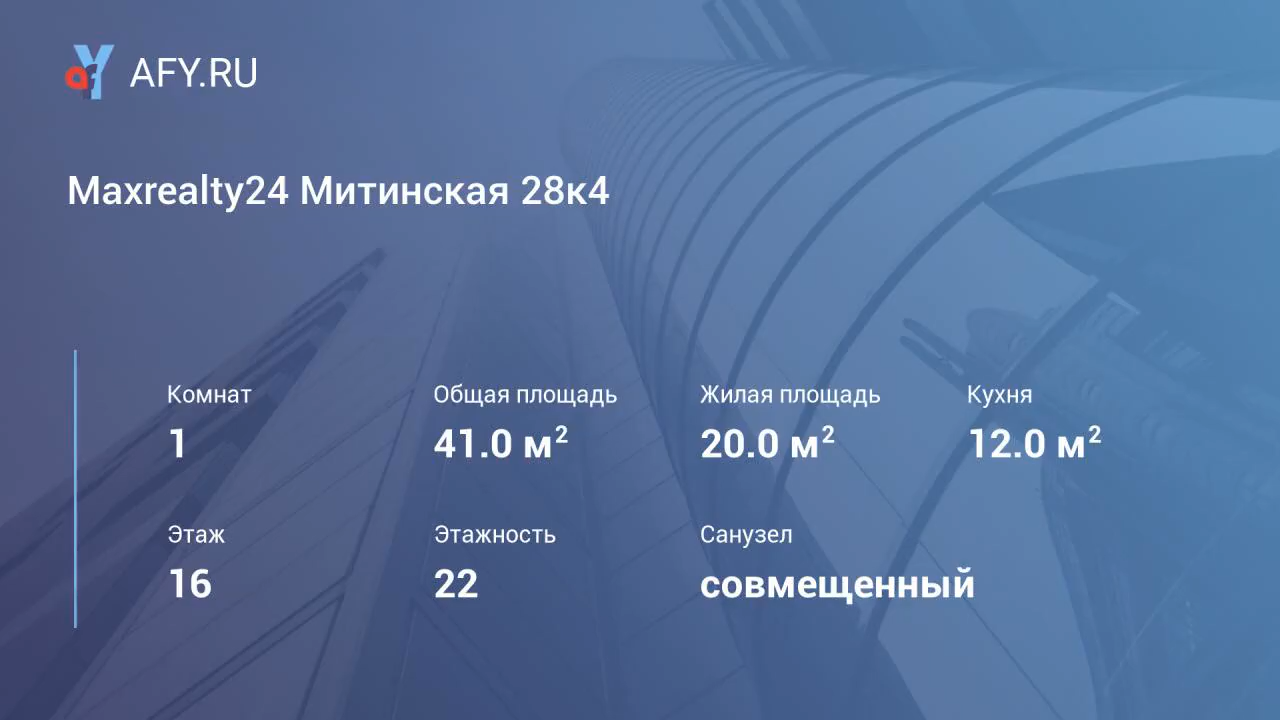 AFY.RU
Maxrealty24 Митинская 28к4
Комнат Общая площадь Жилая площадь Кухня
1 41.0 м² 20.0 м² 12.0 м²
Этаж Этажность Санузел
16 22 совмещенный